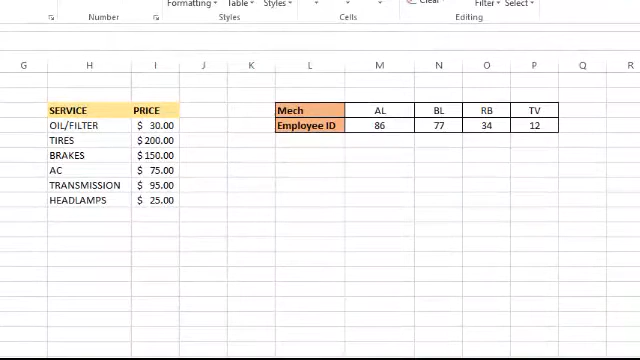 Formatting Table Styles Clear Filter Select
Number Styles Cells Editing
G H I J K L M N O P Q R
SERVICE PRICE Mech AL BL RB TV
OIL/FILTER $ 30.00 Employee ID 86 77 34 12
TIRES $ 200.00
BRAKES $ 150.00
AC $ 75.00
TRANSMISSION $ 95.00
HEADLAMPS $ 25.00